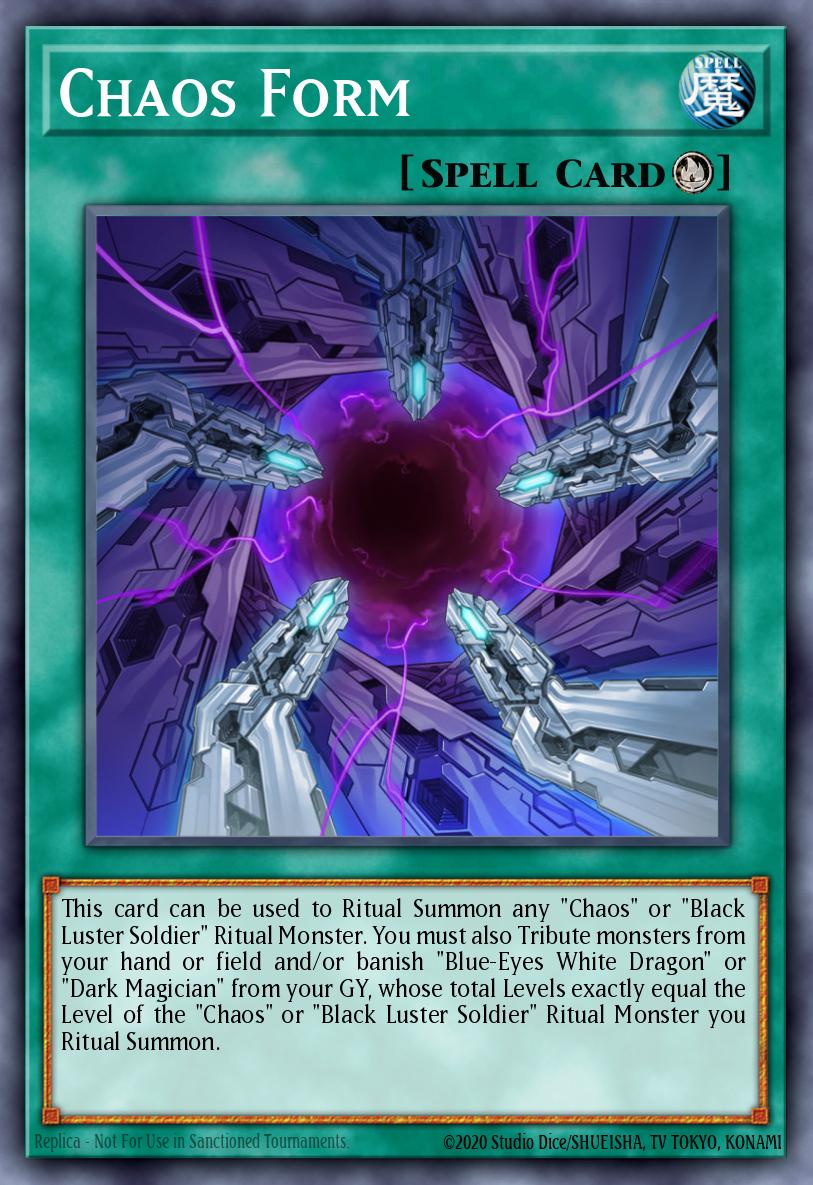 Chaos Form
SPELL
魔
[Spell Card]
This card can be used to Ritual Summon any "Chaos" or "Black
Luster Soldier" Ritual Monster. You must also Tribute monsters from
your hand or field and/or banish "Blue-Eyes White Dragon" or
"Dark Magician" from your GY, whose total Levels exactly equal the
Level of the "Chaos" or "Black Luster Soldier" Ritual Monster you
Ritual Summon.
Replica - Not For Use in Sanctioned Tournaments.
©2020 Studio Dice/SHUEISHA, TV TOKYO, KONAMI